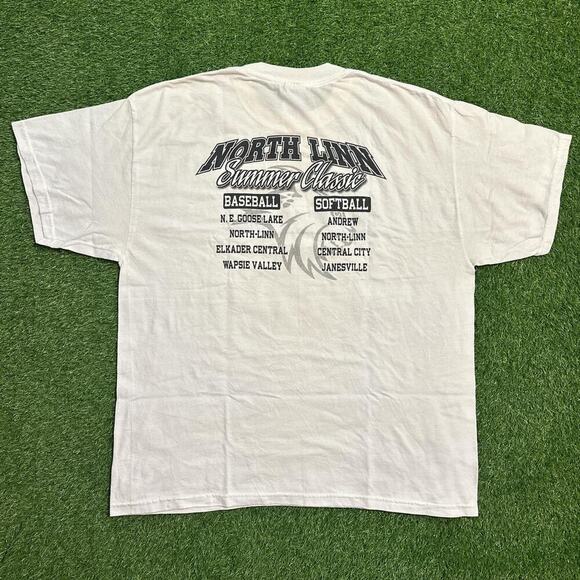 NORTH LINN
Summer Classic
BASEBALL
N. E. GOOSE LAKE
NORTH-LINN
ELKADER CENTRAL
WAPSIE VALLEY
SOFTBALL
ANDREW
NORTH-LINN
CENTRAL CITY
JANESVILLE